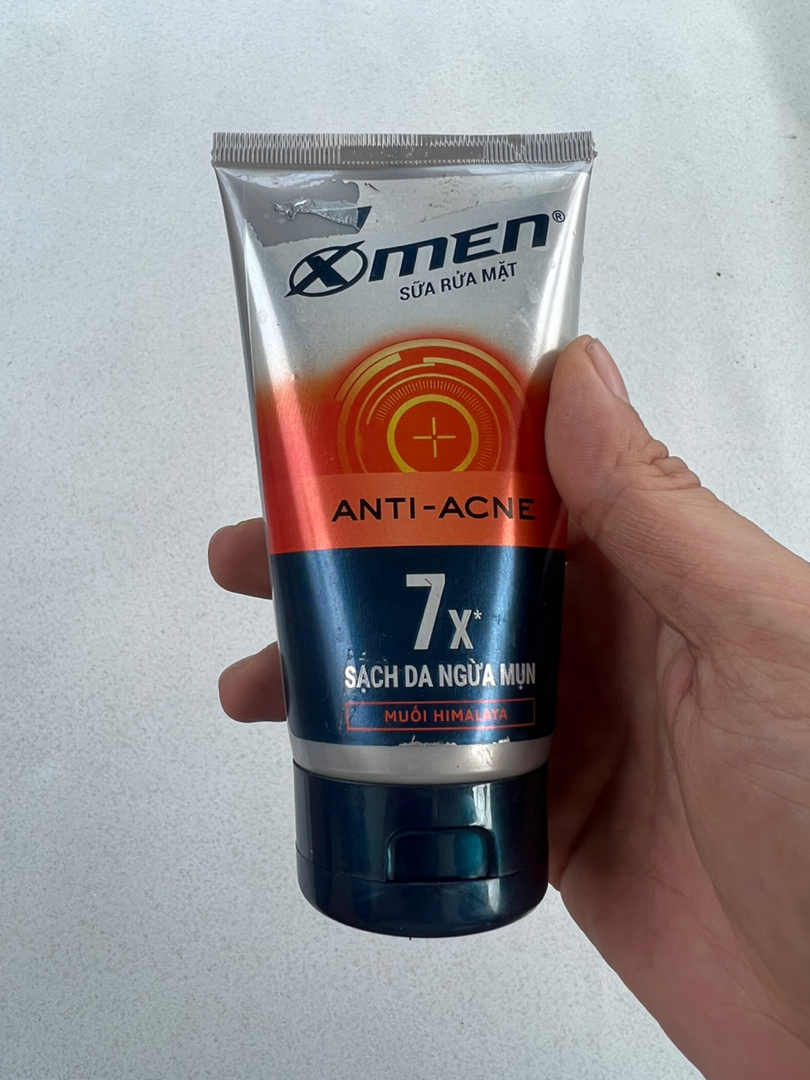 XMEN®
SỮA RỬA MẶT
ANTI-ACNE
7x*
SẠCH DA NGỪA MỤN
MUỐI HIMALAYA